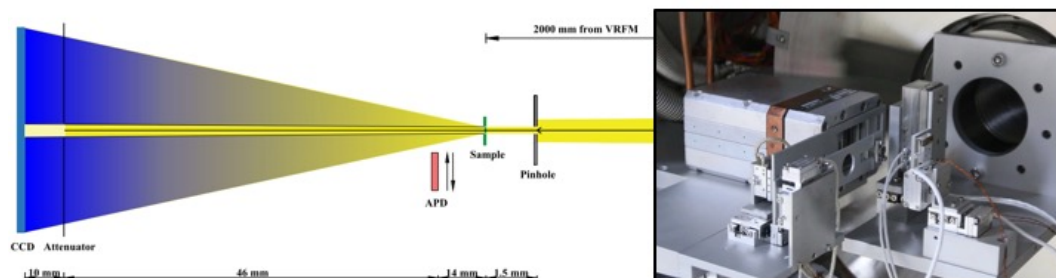 2000 mm from VRFM
Sample
Pinhole
APD
CCD Attenuator
10 mm 46 mm 14 mm 1.5 mm